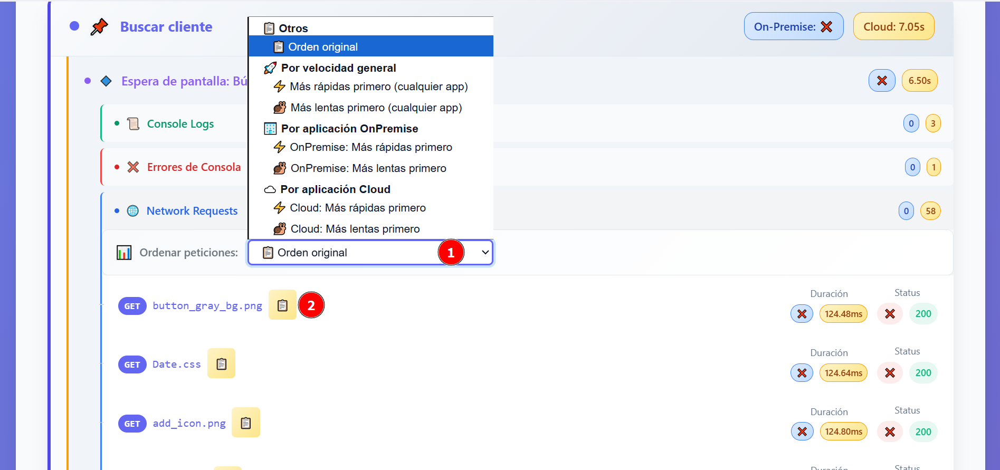 Buscar cliente
On-Premise: ❌
Cloud: 7.05s
📋 Otros
📋 Orden original
🚀 Por velocidad general
⚡ Más rápidas primero (cualquier app)
🐌 Más lentas primero (cualquier app)
🏢 Por aplicación OnPremise
⚡ OnPremise: Más rápidas primero
🐌 OnPremise: Más lentas primero
☁ Por aplicación Cloud
⚡ Cloud: Más rápidas primero
🐌 Cloud: Más lentas primero
Espera de pantalla: Bú
❌ 6.50s
Console Logs
0 3
Errores de Consola
0 1
Network Requests
0 58
Ordenar peticiones:
📋 Orden original
1
GET button_gray_bg.png
2
Duración Status
❌ 124.48ms ❌ 200
GET Date.css
Duración Status
❌ 124.64ms ❌ 200
GET add_icon.png
Duración Status
❌ 124.80ms ❌ 200
Duración Status